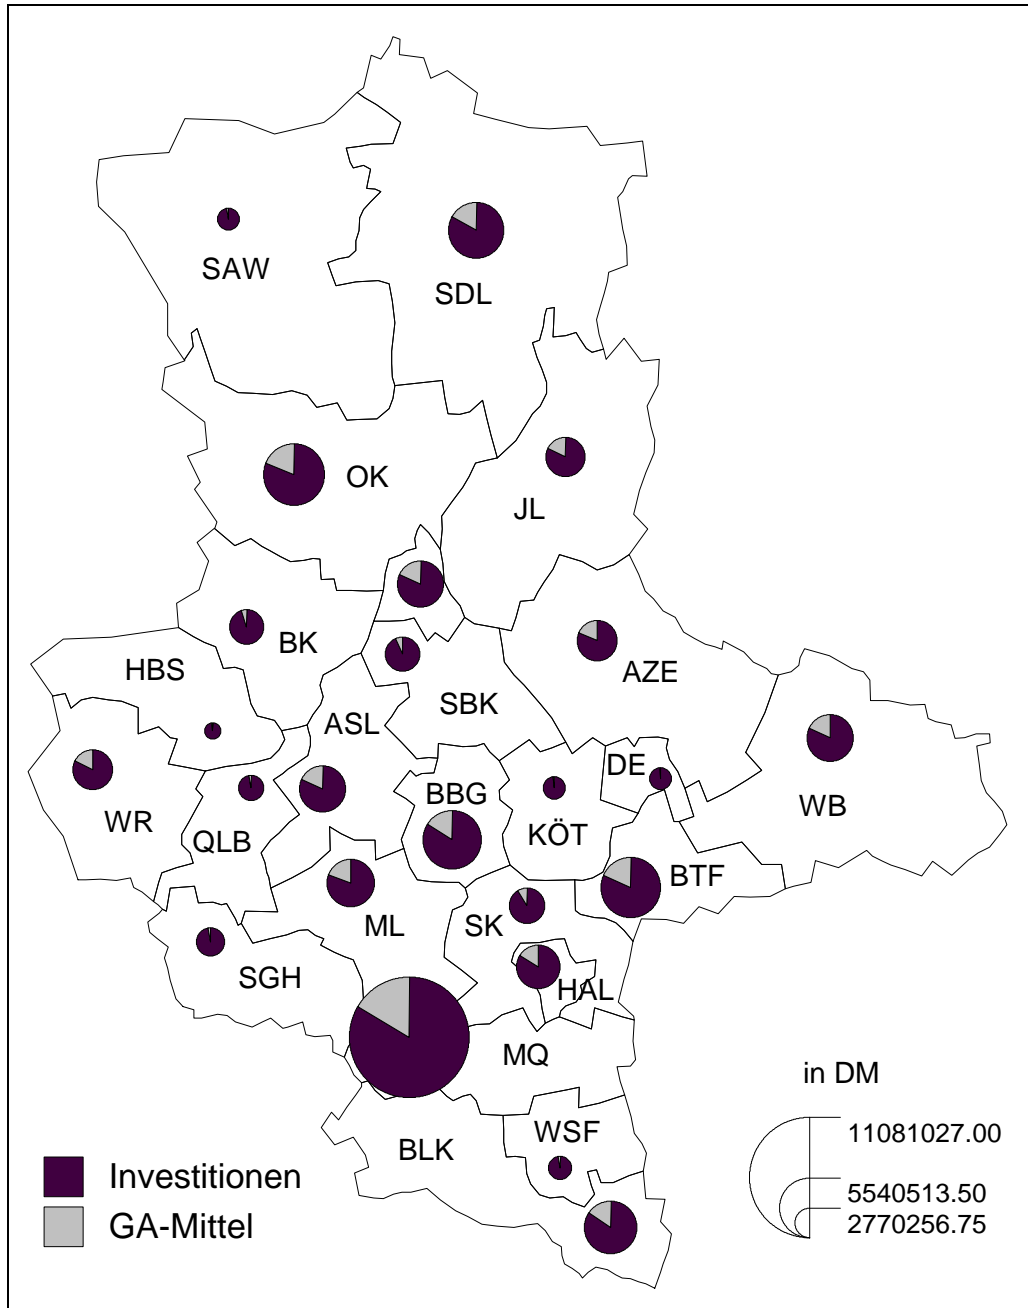 SAW
SDL
OK
JL
BK
HBS
AZE
ASL
SBK
DE
BBG
WR
WB
QLB
KÖT
BTF
ML
SK
SGH
HAL
MQ
in DM
11081027.00
WSF
BLK
Investitionen
5540513.50
GA-Mittel
2770256.75